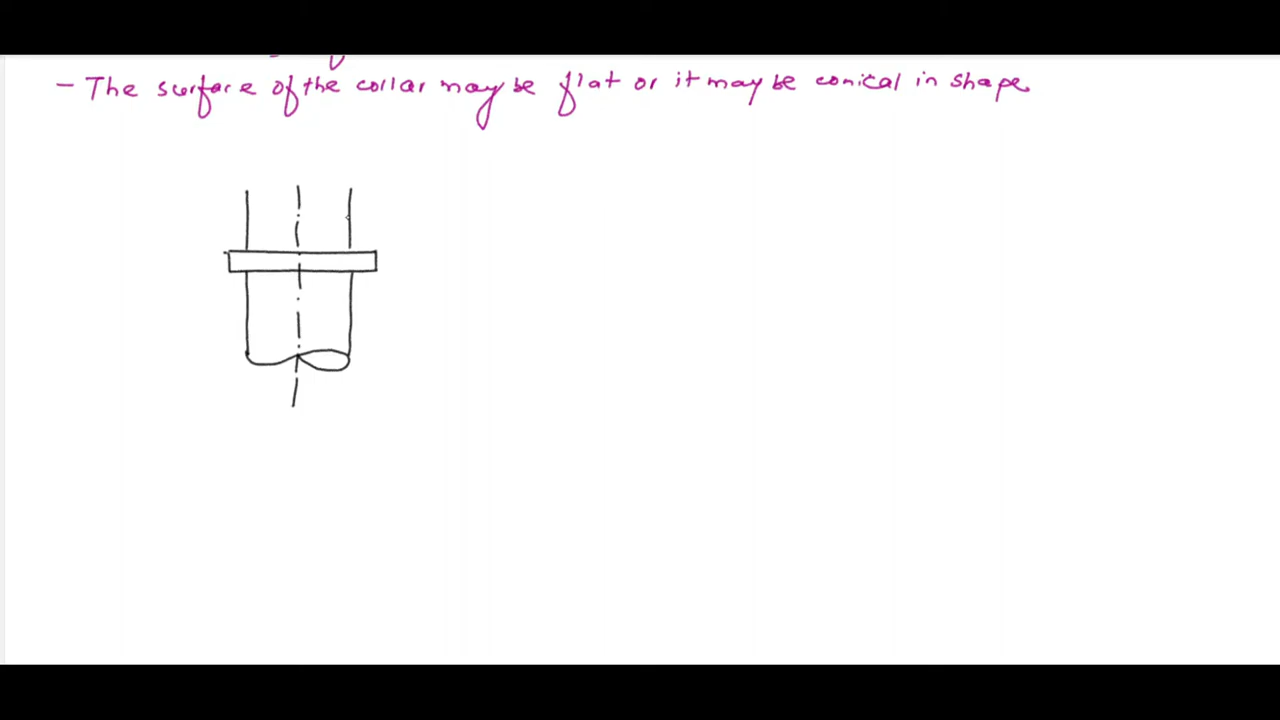 - The surface of the collar may be flat or it may be conical in shape